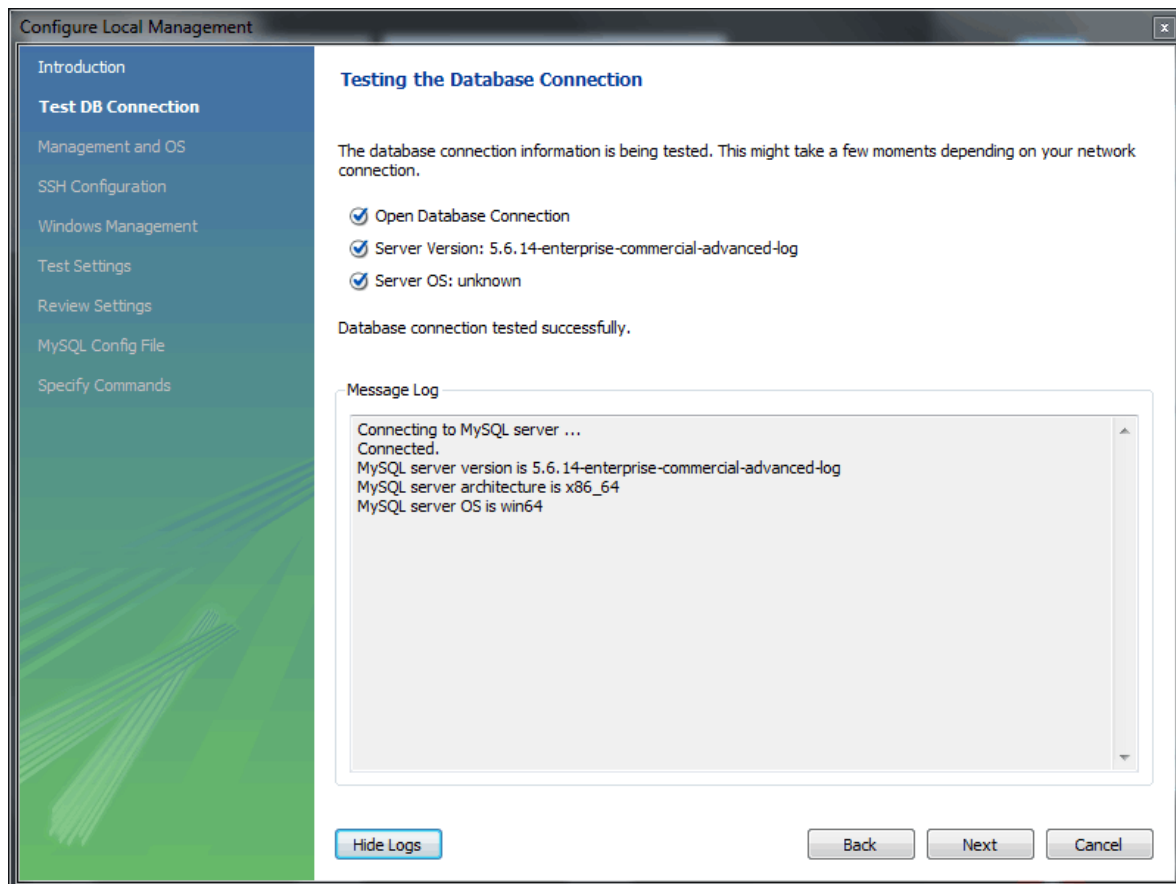 Configure Local Management
x
Introduction
Test DB Connection
Management and OS
SSH Configuration
Windows Management
Test Settings
Review Settings
MySQL Config File
Specify Commands
Testing the Database Connection
The database connection information is being tested. This might take a few moments depending on your network
connection.
Open Database Connection
Server Version: 5.6.14-enterprise-commercial-advanced-log
Server OS: unknown
Database connection tested successfully.
Message Log
Connecting to MySQL server ...
Connected.
MySQL server version is 5.6.14-enterprise-commercial-advanced-log
MySQL server architecture is x86_64
MySQL server OS is win64
Hide Logs
Back
Next
Cancel